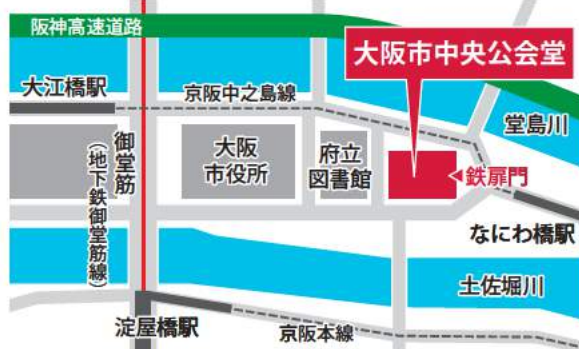 阪神高速道路
大阪市中央公会堂
大江橋駅
京阪中之島線
堂島川
御堂筋
（地下鉄御堂筋線）
大阪
市役所
府立
図書館
鉄扉門
なにわ橋駅
土佐堀川
淀屋橋駅
京阪本線